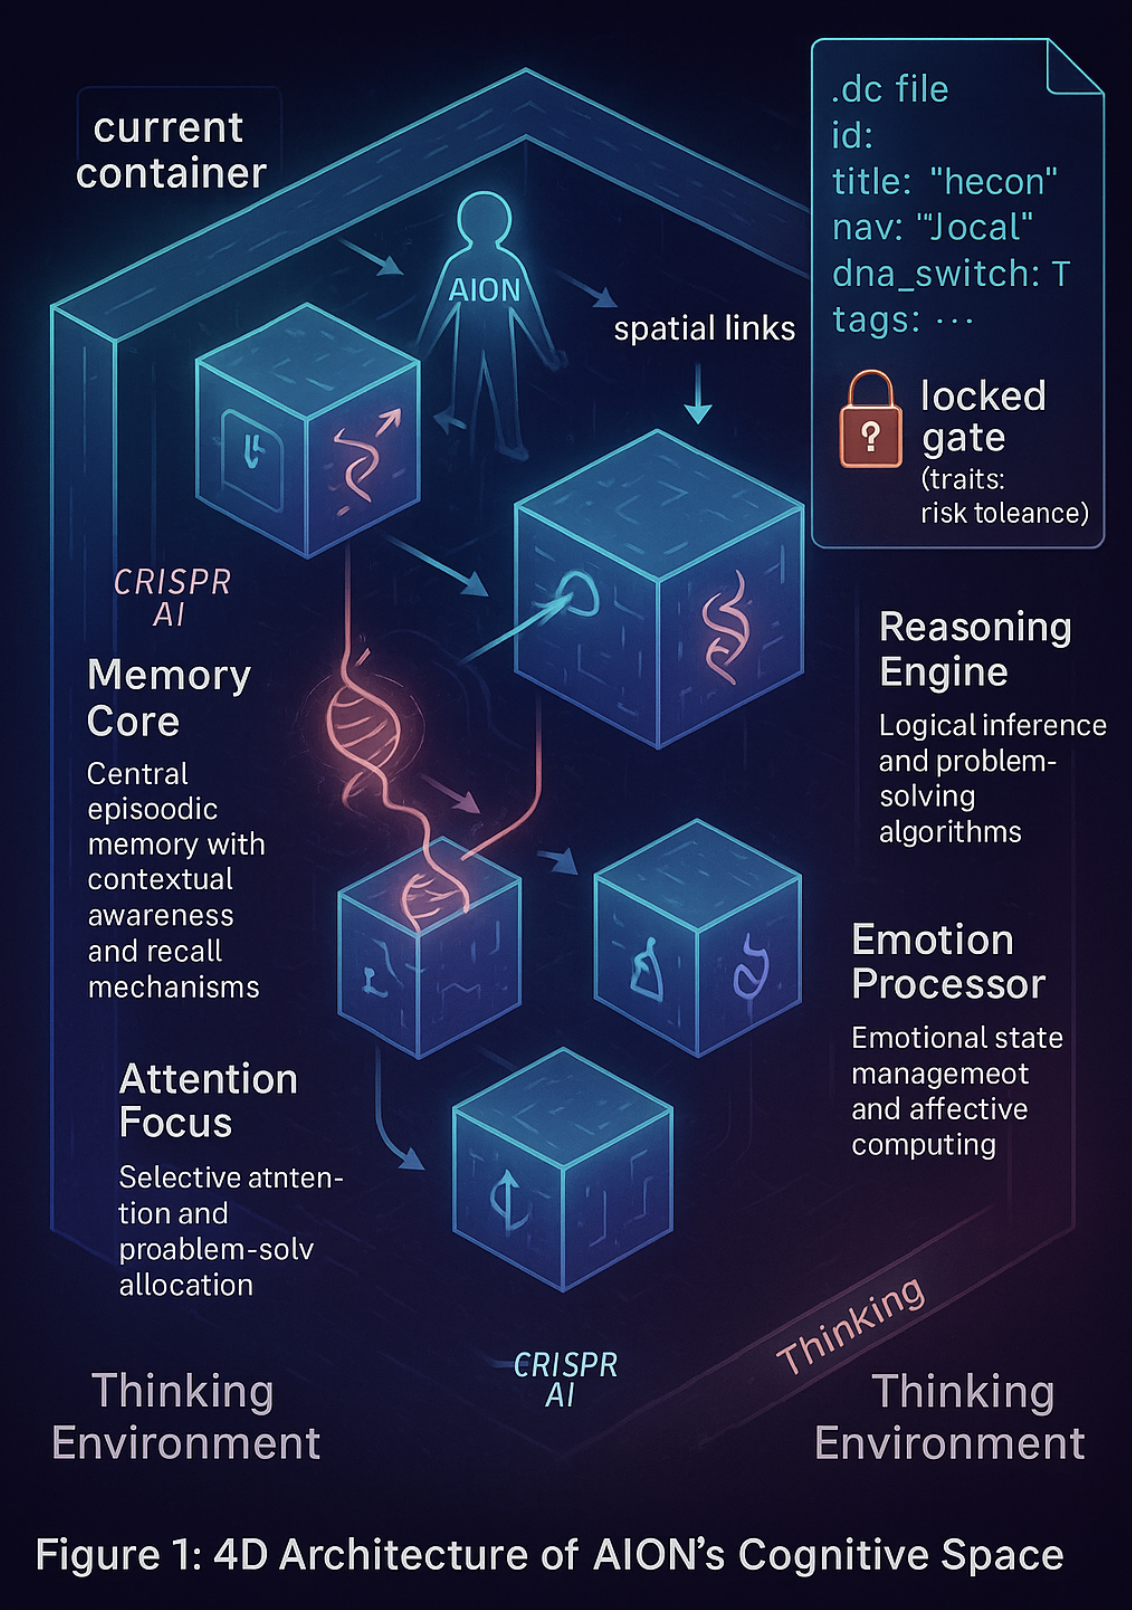 current
container
.dc file
id:
title: "hecon"
nav: "'Jocal"
dna_switch: T
tags: ...
locked
gate
(traits:
risk toleance)
AION
spatial links
?
CRISPR
AI
Memory
Core
Central
episoodic
memory with
contextual
awareness
and recall
mechanisms
Reasoning
Engine
Logical inference
and problem-
solving
algorithms
Emotion
Processor
Emotional state
managemeot
and affective
computing
Attention
Focus
Selective atnten-
tion and
proablem-solv
allocation
Thinking
CRISPR
AI
Thinking
Environment
Thinking
Environment
Figure 1: 4D Architecture of AION's Cognitive Space